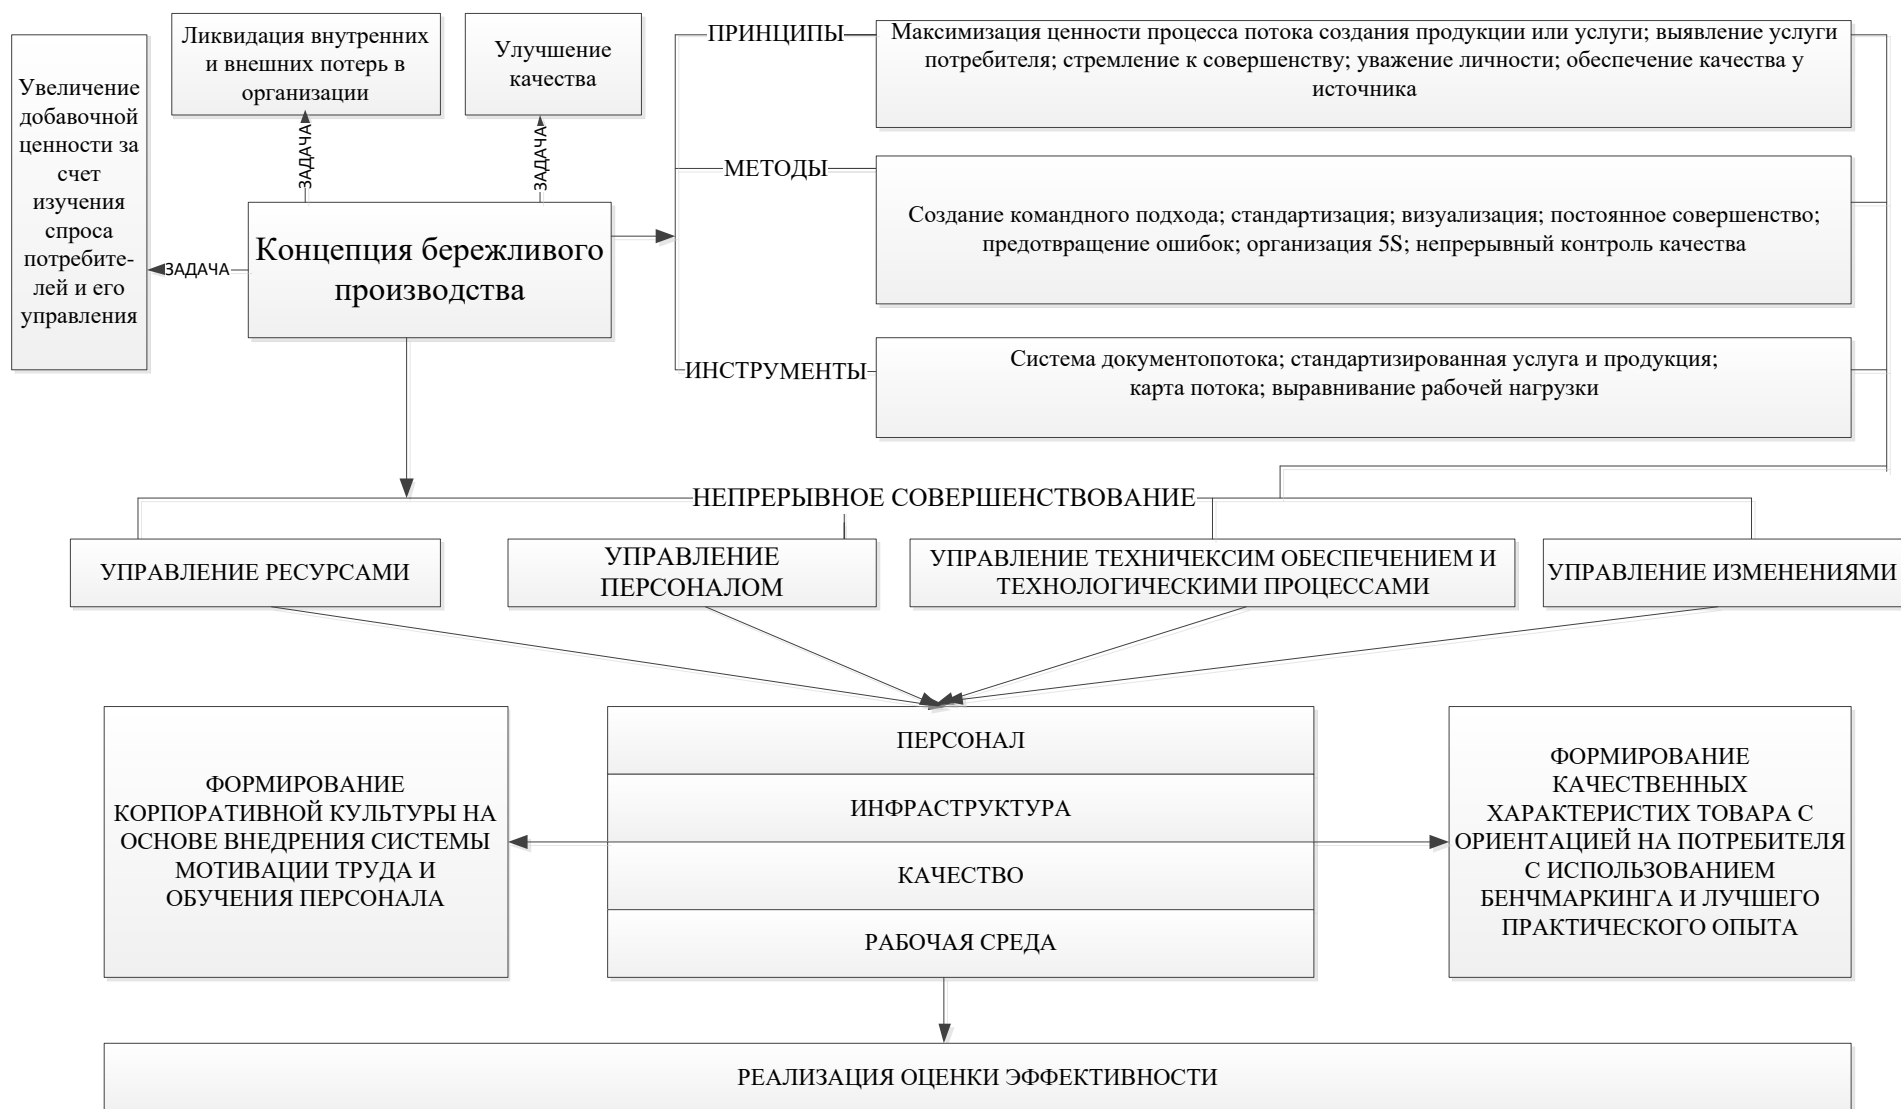 Увеличение
добавочной
ценности за
счет
изучения
спроса
потребите-
лей и его
управления
Ликвидация внутренних
и внешних потерь в
организации
Улучшение
качества
ЗАДАЧА
ЗАДАЧА
ЗАДАЧА
Концепция бережливого
производства
ПРИНЦИПЫ
Максимизация ценности процесса потока создания продукции или услуги; выявление услуги
потребителя; стремление к совершенству; уважение личности; обеспечение качества у
источника
МЕТОДЫ
Создание командного подхода; стандартизация; визуализация; постоянное совершенство;
предотвращение ошибок; организация 5S; непрерывный контроль качества
ИНСТРУМЕНТЫ
Система документопотока; стандартизированная услуга и продукция;
карта потока; выравнивание рабочей нагрузки
НЕПРЕРЫВНОЕ СОВЕРШЕНСТВОВАНИЕ
УПРАВЛЕНИЕ РЕСУРСАМИ
УПРАВЛЕНИЕ
ПЕРСОНАЛОМ
УПРАВЛЕНИЕ ТЕХНИЧЕКСИМ ОБЕСПЕЧЕНИЕМ И
ТЕХНОЛОГИЧЕСКИМИ ПРОЦЕССАМИ
УПРАВЛЕНИЕ ИЗМЕНЕНИЯМИ
ФОРМИРОВАНИЕ
КОРПОРАТИВНОЙ КУЛЬТУРЫ НА
ОСНОВЕ ВНЕДРЕНИЯ СИСТЕМЫ
МОТИВАЦИИ ТРУДА И
ОБУЧЕНИЯ ПЕРСОНАЛА
ПЕРСОНАЛ
ИНФРАСТРУКТУРА
КАЧЕСТВО
РАБОЧАЯ СРЕДА
ФОРМИРОВАНИЕ
КАЧЕСТВЕННЫХ
ХАРАКТЕРИСТИХ ТОВАРА С
ОРИЕНТАЦИЕЙ НА ПОТРЕБИТЕЛЯ
С ИСПОЛЬЗОВАНИЕМ
БЕНЧМАРКИНГА И ЛУЧШЕГО
ПРАКТИЧЕСКОГО ОПЫТА
РЕАЛИЗАЦИЯ ОЦЕНКИ ЭФФЕКТИВНОСТИ